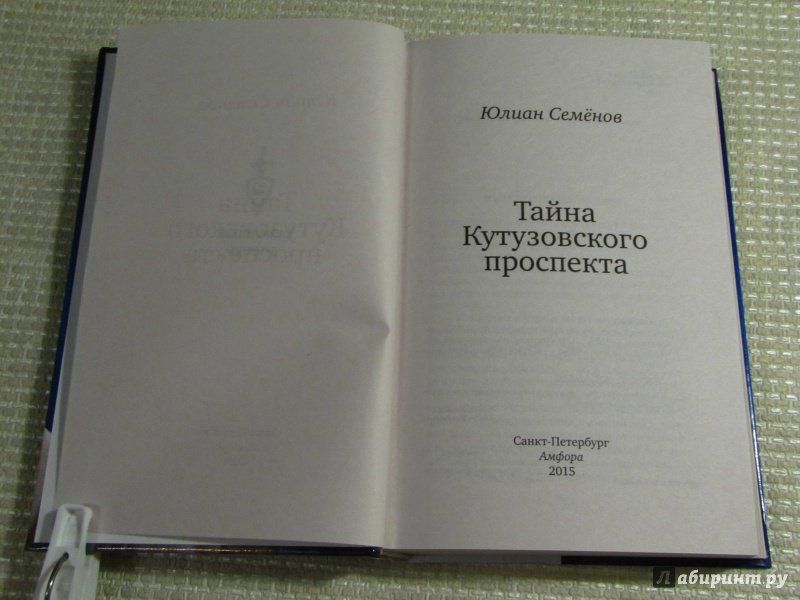 Юлиан Семёнов
Тайна
Кутузовского
проспекта
Санкт-Петербург
Амфора
2015
Лабиринт.ру